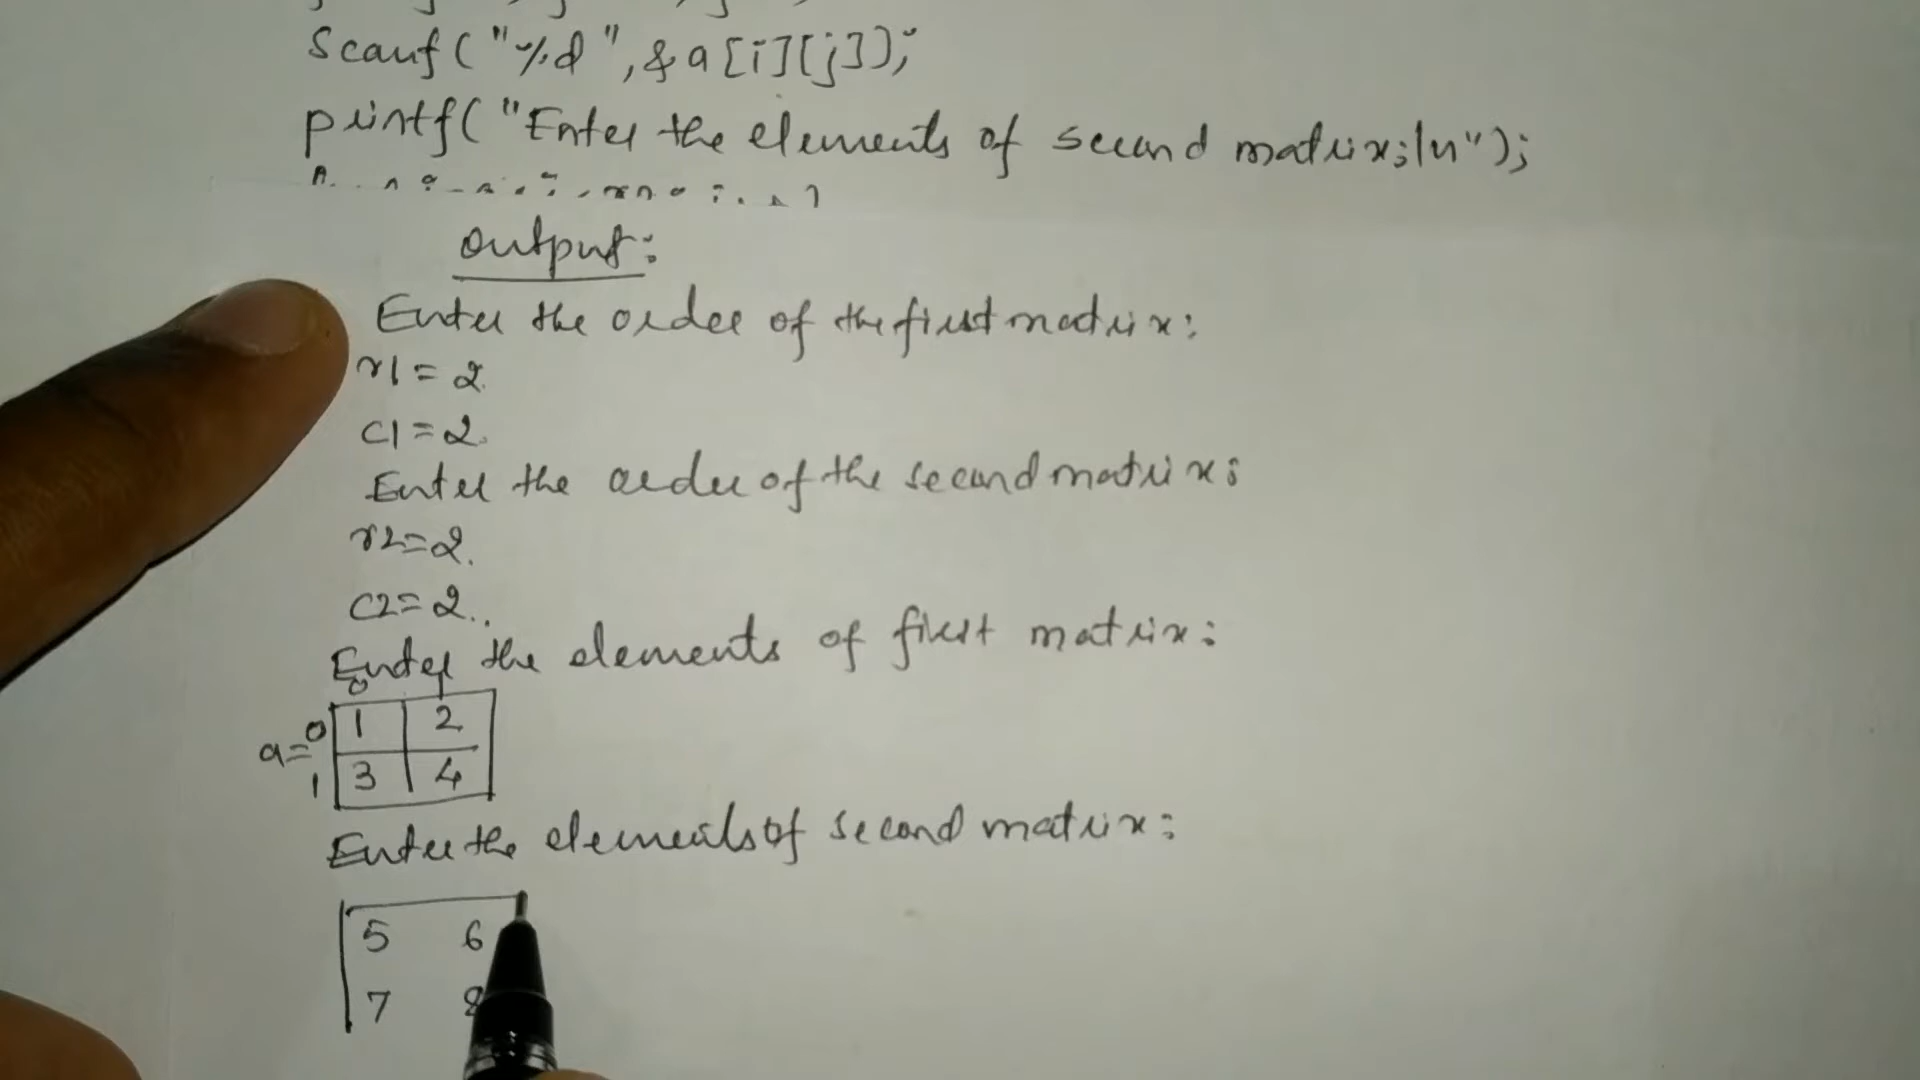 scanf("%d",&a[i][j]);
printf("Enter the elements of second matrix:\n");
output:
Enter the order of the first matrix:
r1=2
c1=2
Enter the order of the second matrix:
r2=2
c2=2
Enter the elements of first matrix:
0 1
a= 0 1 2
1 3 4
Enter the elements of second matrix:
5 6
7 8